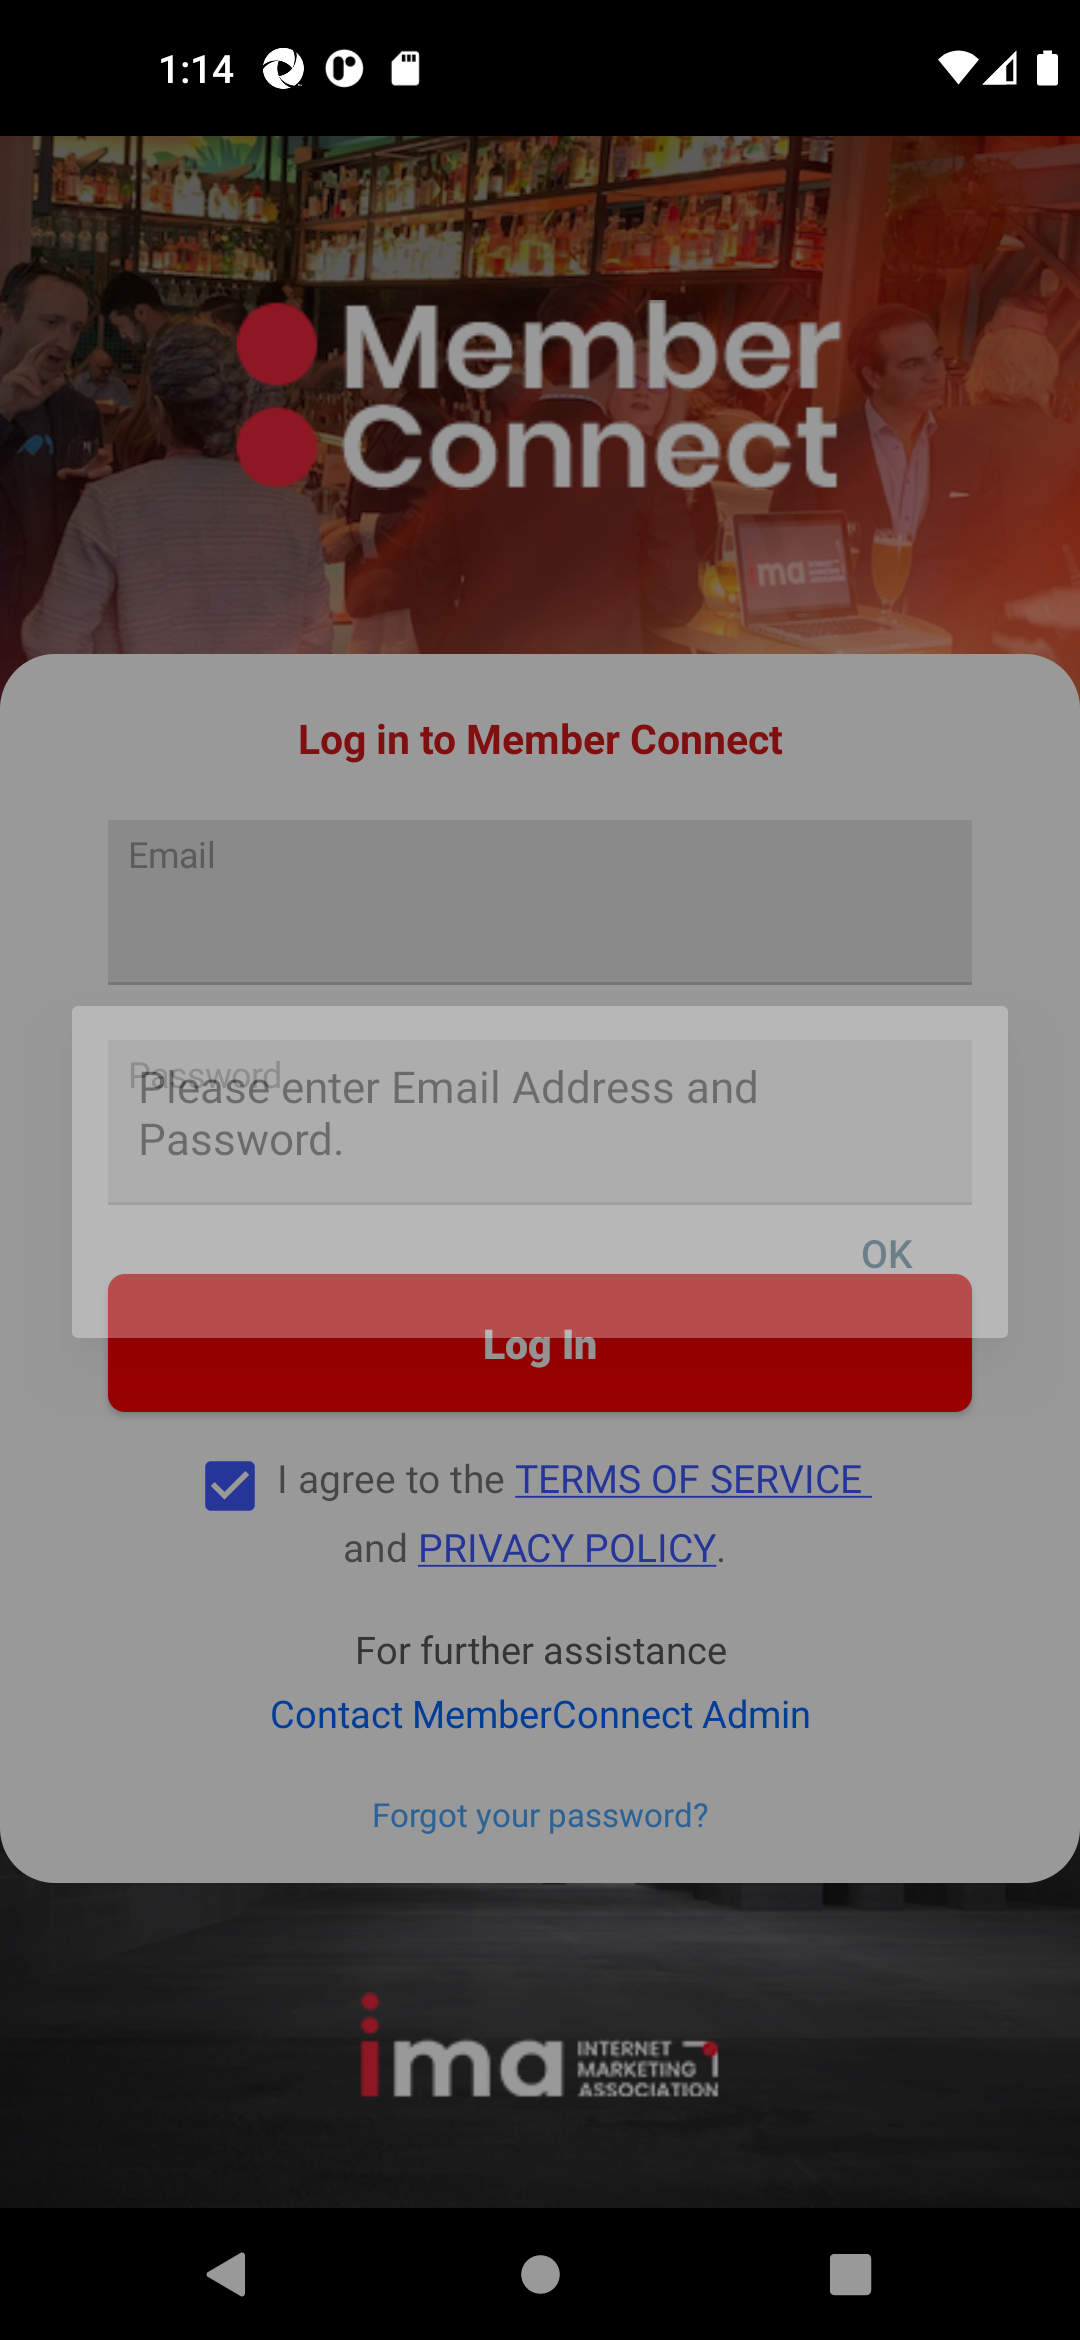 1:14
Member
Connect
ima
Log in to Member Connect
Email
Password
Please enter Email Address and
Password.
OK
Log In
I agree to the TERMS OF SERVICE
and PRIVACY POLICY.
For further assistance
Contact MemberConnect Admin
Forgot your password?
ima INTERNET
MARKETING
ASSOCIATION